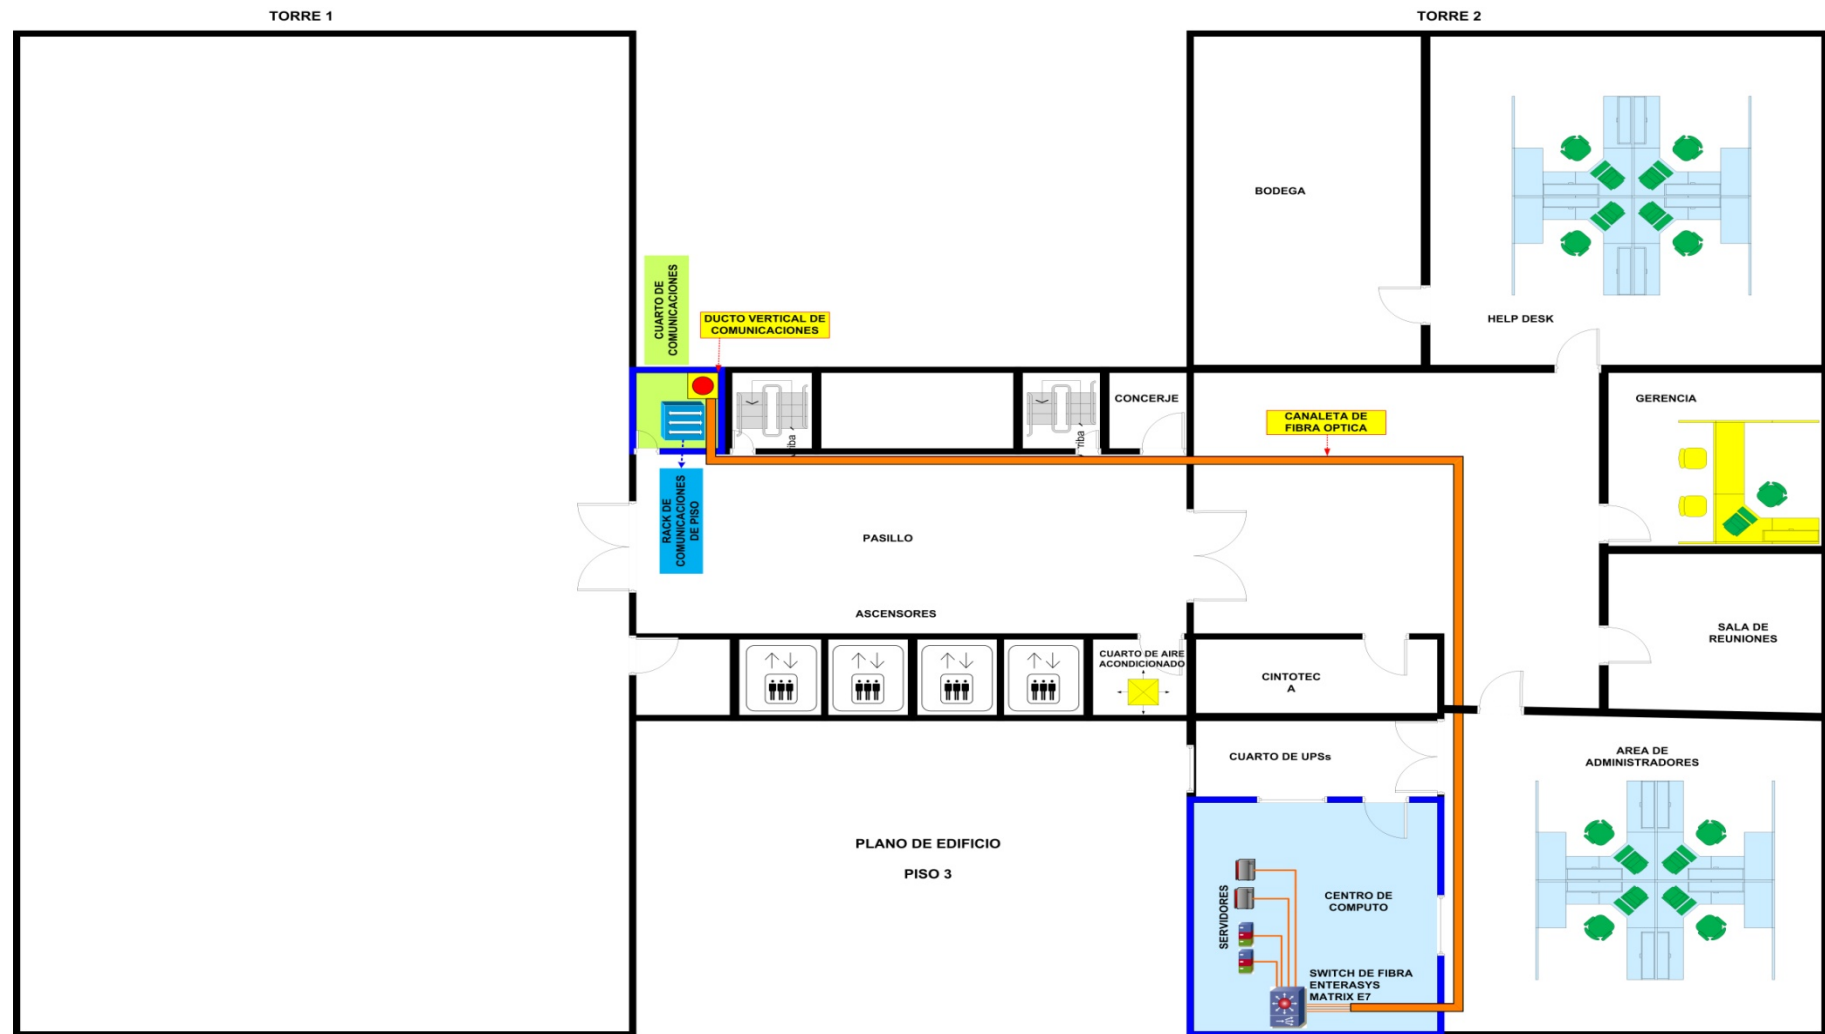 TORRE 1
TORRE 2
BODEGA
HELP DESK
CUARTO DE
COMUNICACIONES
DUCTO VERTICAL DE
COMUNICACIONES
CONCERJE
CANALETA DE
FIBRA OPTICA
GERENCIA
RACK DE
COMUNICACIONES
DE PISO
PASILLO
ASCENSORES
SALA DE
REUNIONES
CUARTO DE AIRE
ACONDICIONADO
CINTOTEC
A
CUARTO DE UPSs
AREA DE
ADMINISTRADORES
PLANO DE EDIFICIO
PISO 3
SERVIDORES
CENTRO DE
COMPUTO
SWITCH DE FIBRA
ENTERASYS
MATRIX E7